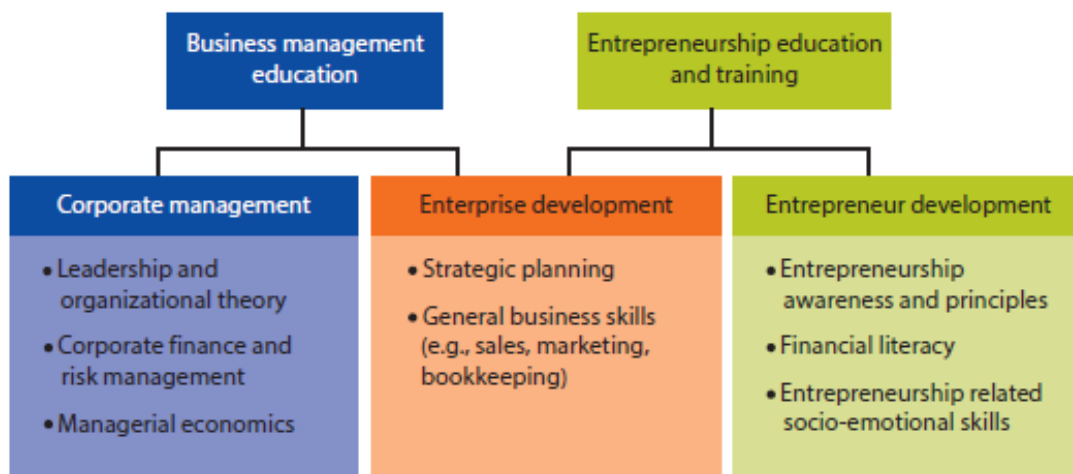 Business management
education
Entrepreneurship education
and training
Corporate management
• Leadership and
organizational theory
• Corporate finance and
risk management
• Managerial economics
Enterprise development
• Strategic planning
• General business skills
(e.g., sales, marketing,
bookkeeping)
Entrepreneur development
• Entrepreneurship
awareness and principles
• Financial literacy
• Entrepreneurship related
socio-emotional skills